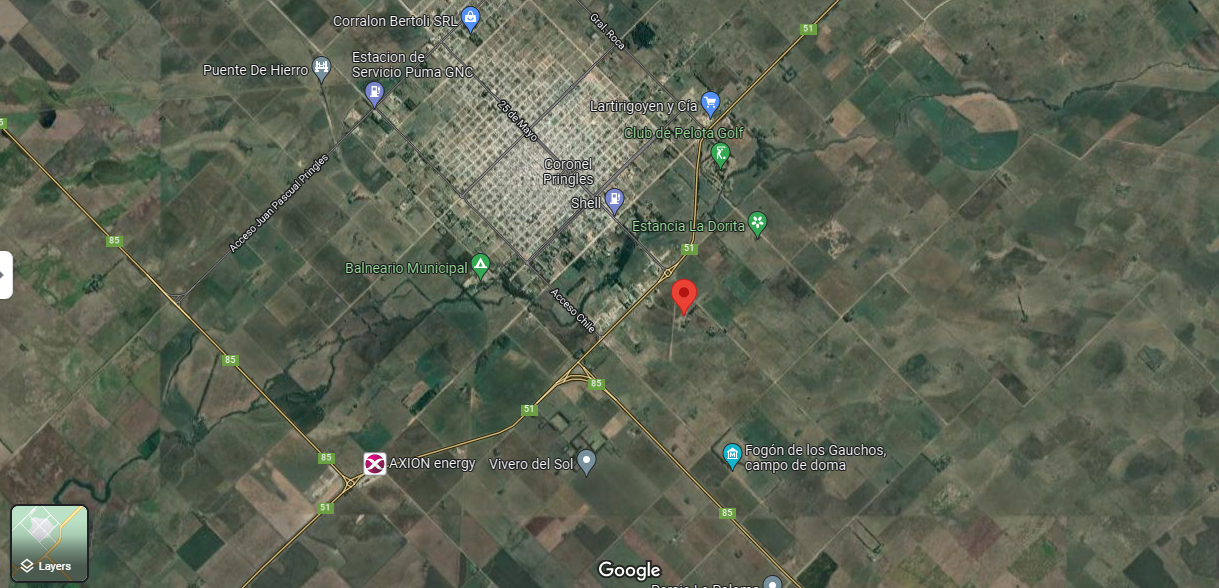 Corralon Bertoli SRL
Gral. Roca
51
Puente De Hierro
Estacion de
Servicio Puma GNC
25 de Mayo
Lartirigoyen y Cía
Club de Pelota Golf
Coronel
Pringles
Shell
Estancia La Dorita
Acceso Juan Pascual Pringles
85
51
Balneario Municipal
Acceso Chile
85
85
51
85
AXION energy
Vivero del Sol
Fogón de los Gauchos,
campo de doma
51
85
Layers
Google